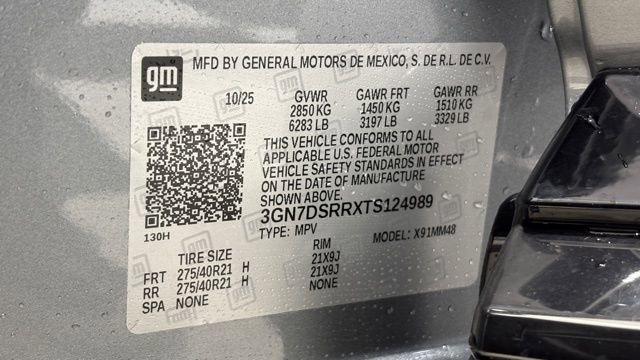 gm
MFD BY GENERAL MOTORS DE MEXICO, S. DE R.L. DE C.V.
10/25 GVWR GAWR FRT GAWR RR
2850 KG 1450 KG 1510 KG
6283 LB 3197 LB 3329 LB
THIS VEHICLE CONFORMS TO ALL
APPLICABLE U.S. FEDERAL MOTOR
VEHICLE SAFETY STANDARDS IN EFFECT
ON THE DATE OF MANUFACTURE
SHOWN ABOVE.
3GN7DSRRXTS124989
130H TYPE: MPV MODEL: X91MM48
TIRE SIZE RIM
FRT 275/40R21 H 21X9J
RR 275/40R21 H 21X9J
SPA NONE NONE